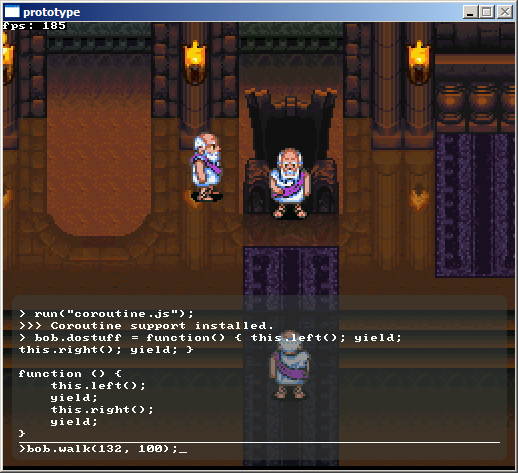 prototype
fps: 185
> run("coroutine.js");
>>> Coroutine support installed.
> bob.dostuff = function() { this.left(); yield;
this.right(); yield; }
function () {
    this.left();
    yield;
    this.right();
    yield;
}
>bob.walk(132, 100);_